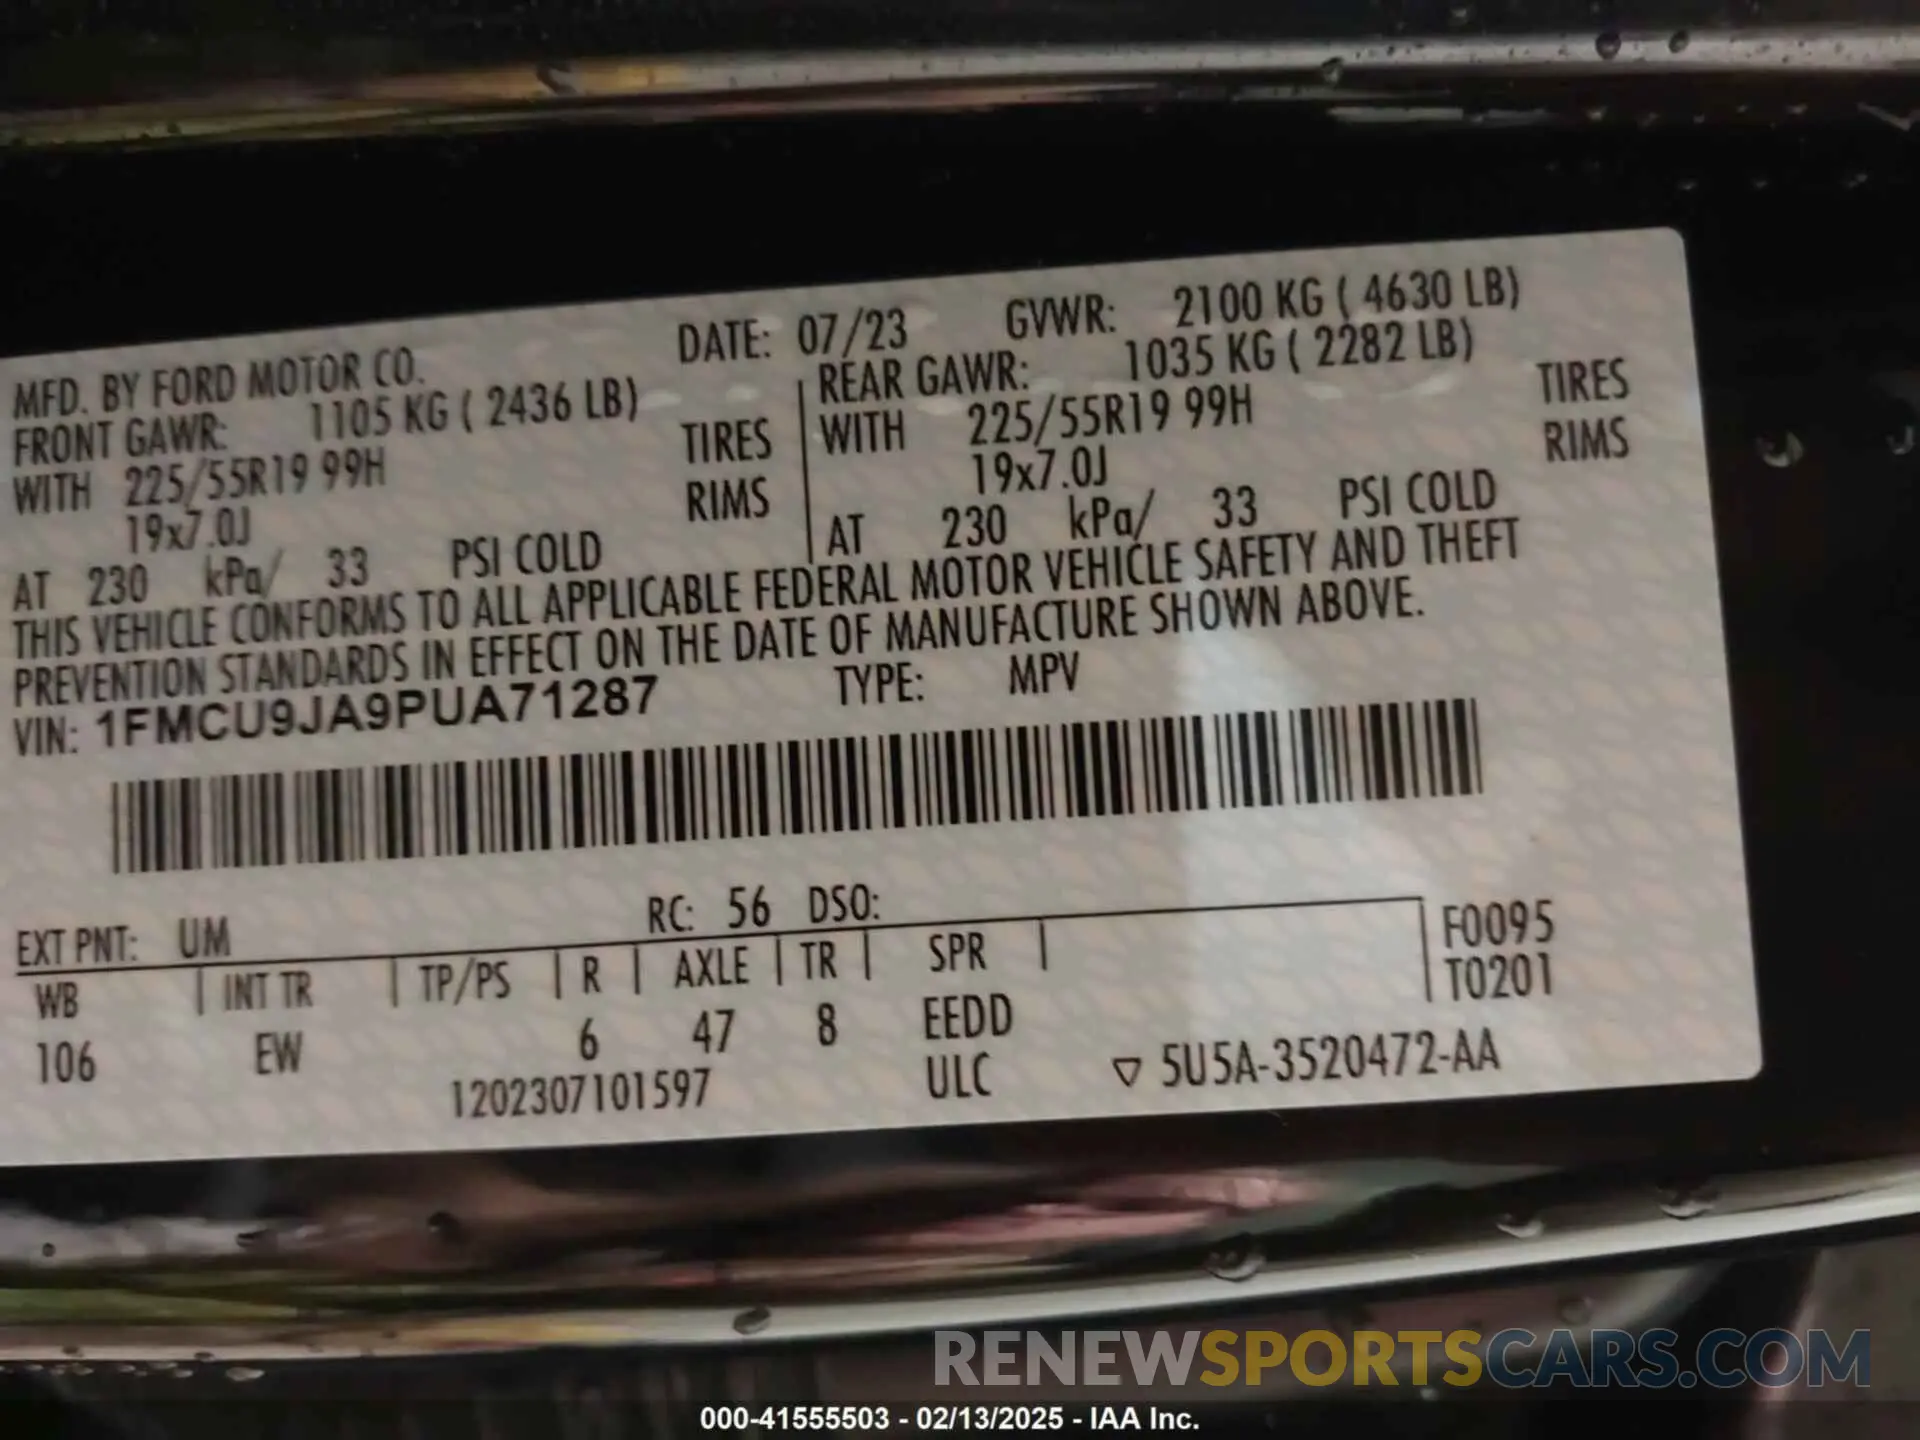 MFD. BY FORD MOTOR CO. DATE: 07/23 GVWR: 2100 KG ( 4630 LB)
FRONT GAWR: 1105 KG ( 2436 LB) REAR GAWR: 1035 KG ( 2282 LB)
WITH 225/55R19 99H TIRES WITH 225/55R19 99H TIRES
19x7.0J RIMS 19x7.0J RIMS
AT 230 kPa/ 33 PSI COLD AT 230 kPa/ 33 PSI COLD
THIS VEHICLE CONFORMS TO ALL APPLICABLE FEDERAL MOTOR VEHICLE SAFETY AND THEFT
PREVENTION STANDARDS IN EFFECT ON THE DATE OF MANUFACTURE SHOWN ABOVE.
VIN: 1FMCU9JA9PUA71287 TYPE: MPV
EXT PNT: UM RC: 56 DSO:
WB INT TR TP/PS R AXLE TR SPR F0095
106 EW 6 47 8 EEDD T0201
1202307101597 ULC ▽ 5U5A-3520472-AA
RENEWSPORTSCARS.COM
000-41555503 - 02/13/2025 - IAA Inc.